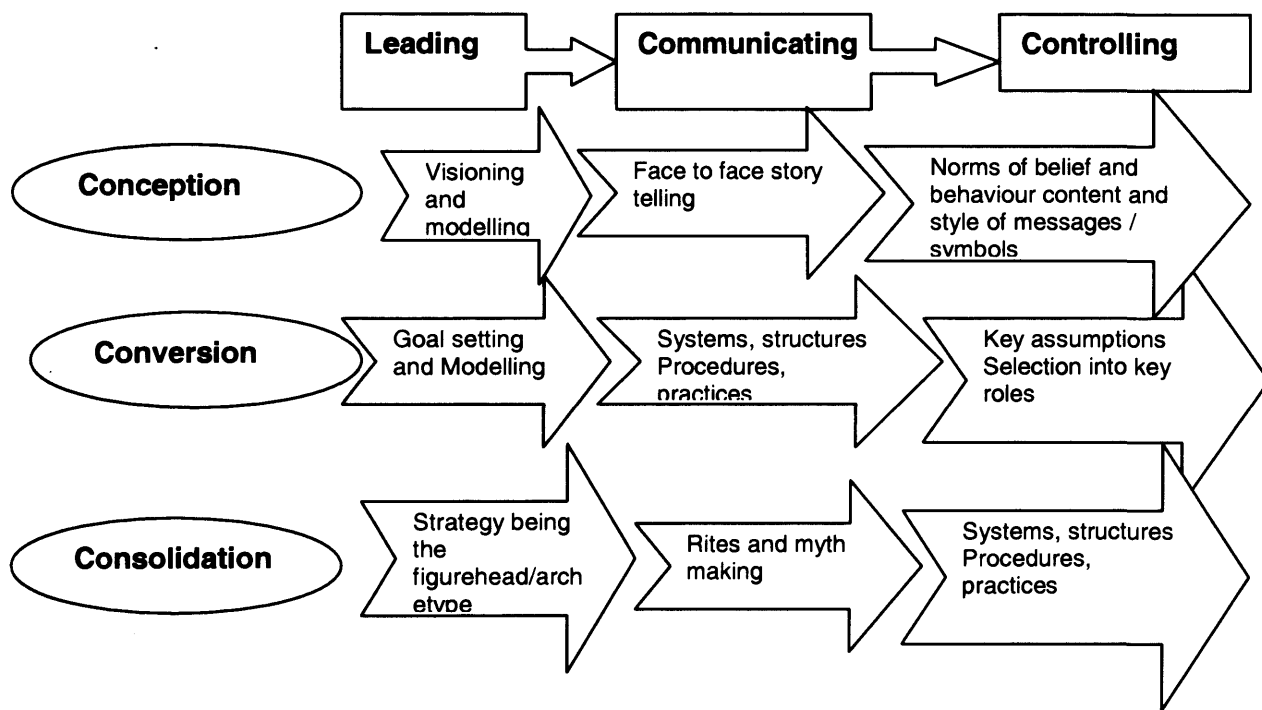 Leading
Communicating
Controlling
Conception
Visioning
and
modelling
Face to face story
telling
Norms of belief and
behaviour content and
style of messages /
symbols
Conversion
Goal setting
and Modelling
Systems, structures
Procedures,
practices
Key assumptions
Selection into key
roles
Consolidation
Strategy being
the
figurehead/arch
etype
Rites and myth
making
Systems, structures
Procedures,
practices